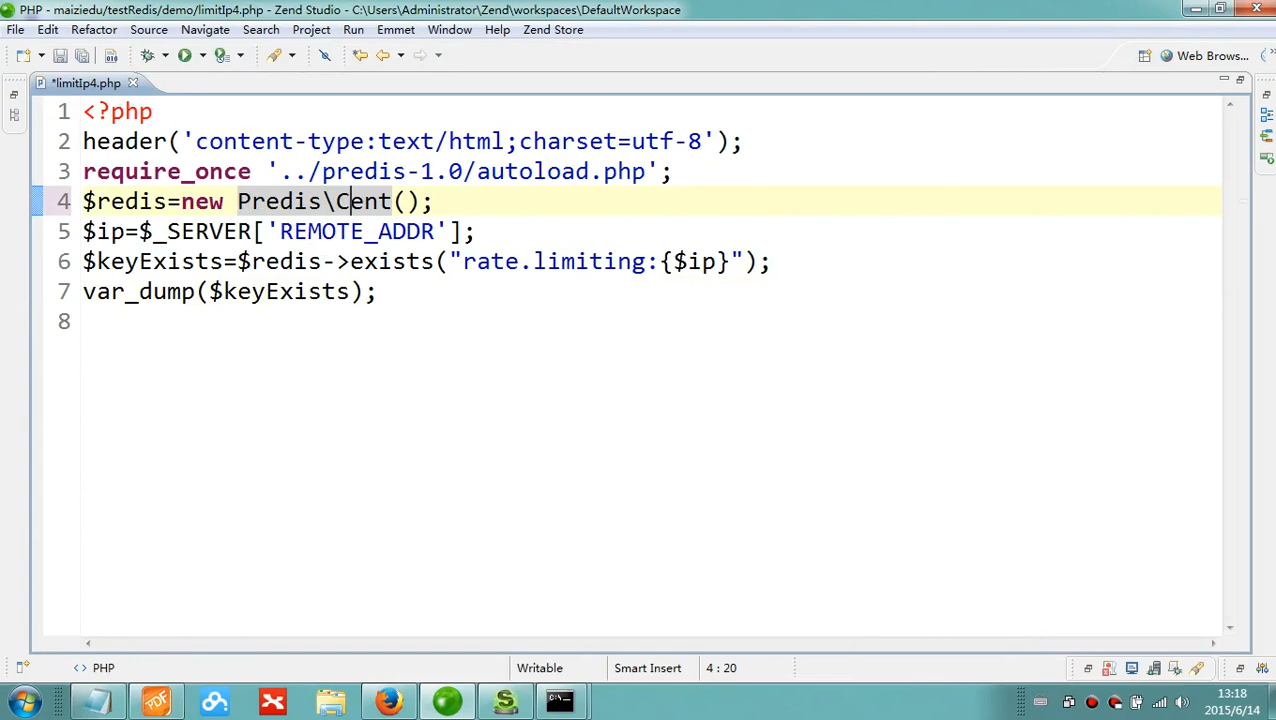 PHP - maiziedu/testRedis/demo/limitIp4.php - Zend Studio - C:\Users\Administrator\Zend\workspaces\DefaultWorkspace
File Edit Refactor Source Navigate Search Project Run Emmet Window Help Zend Store
Web Brows...
*limitIp4.php
1 <?php
2 header('content-type:text/html;charset=utf-8');
3 require_once '../predis-1.0/autoload.php';
4 $redis=new Predis\Cent();
5 $ip=$_SERVER['REMOTE_ADDR'];
6 $keyExists=$redis->exists("rate.limiting:{$ip}");
7 var_dump($keyExists);
8
<> PHP Writable Smart Insert 4 : 20
PDF
13:18
2015/6/14